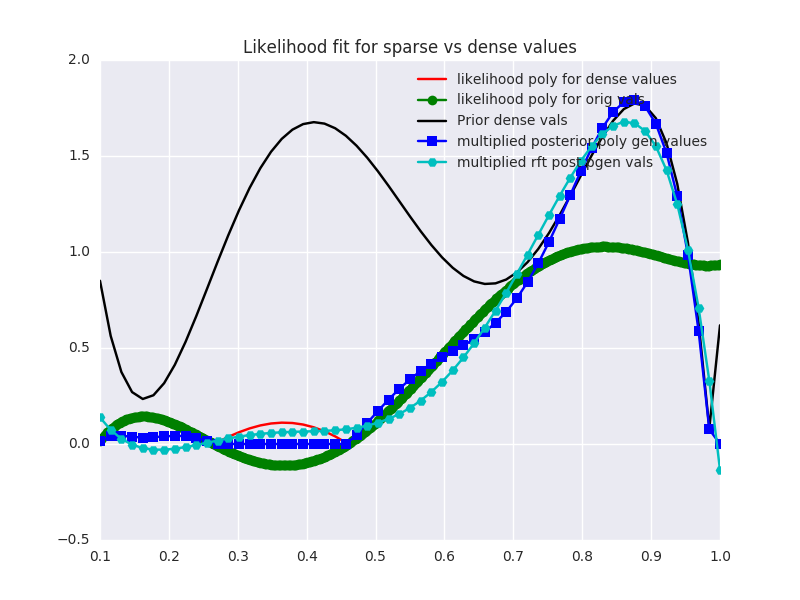 Likelihood fit for sparse vs dense values
2.0
likelihood poly for dense values
likelihood poly for orig vals
Prior dense vals
multiplied posterior poly gen values
multiplied rft post pgen vals
1.5
1.0
0.5
0.0
−0.5
0.1 0.2 0.3 0.4 0.5 0.6 0.7 0.8 0.9 1.0